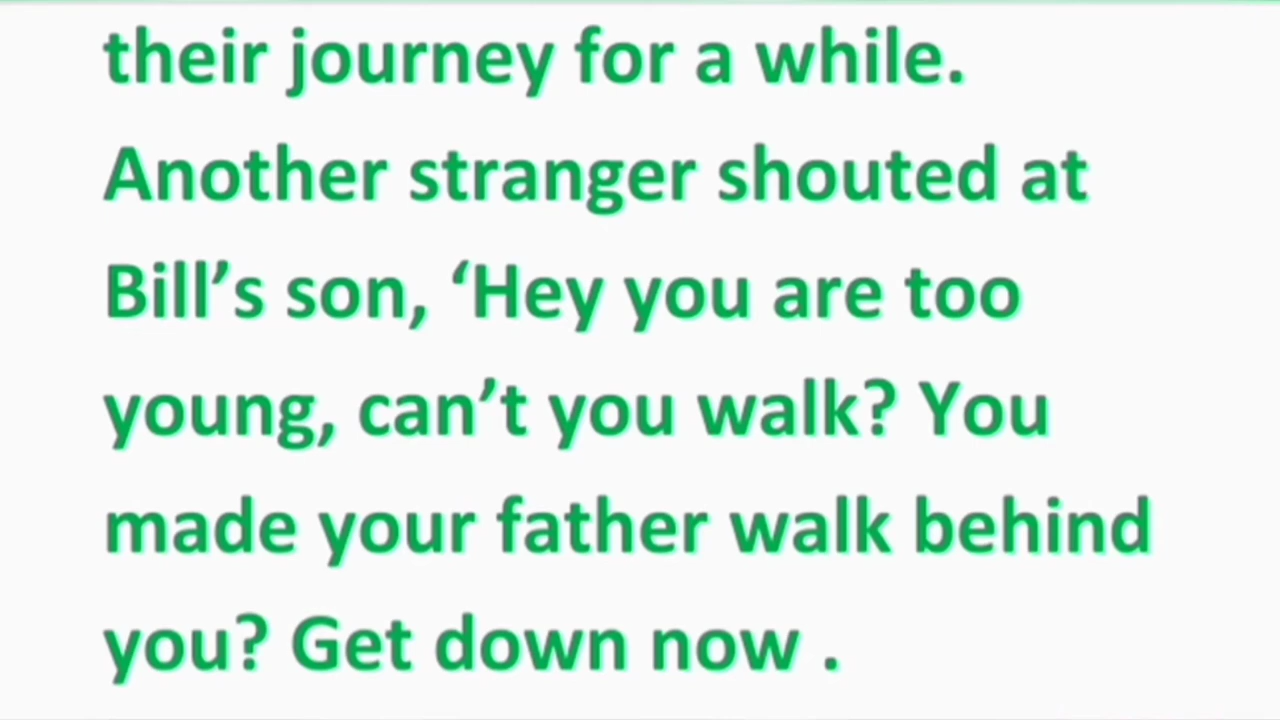 their journey for a while.
Another stranger shouted at
Bill’s son, ‘Hey you are too
young, can’t you walk? You
made your father walk behind
you? Get down now .